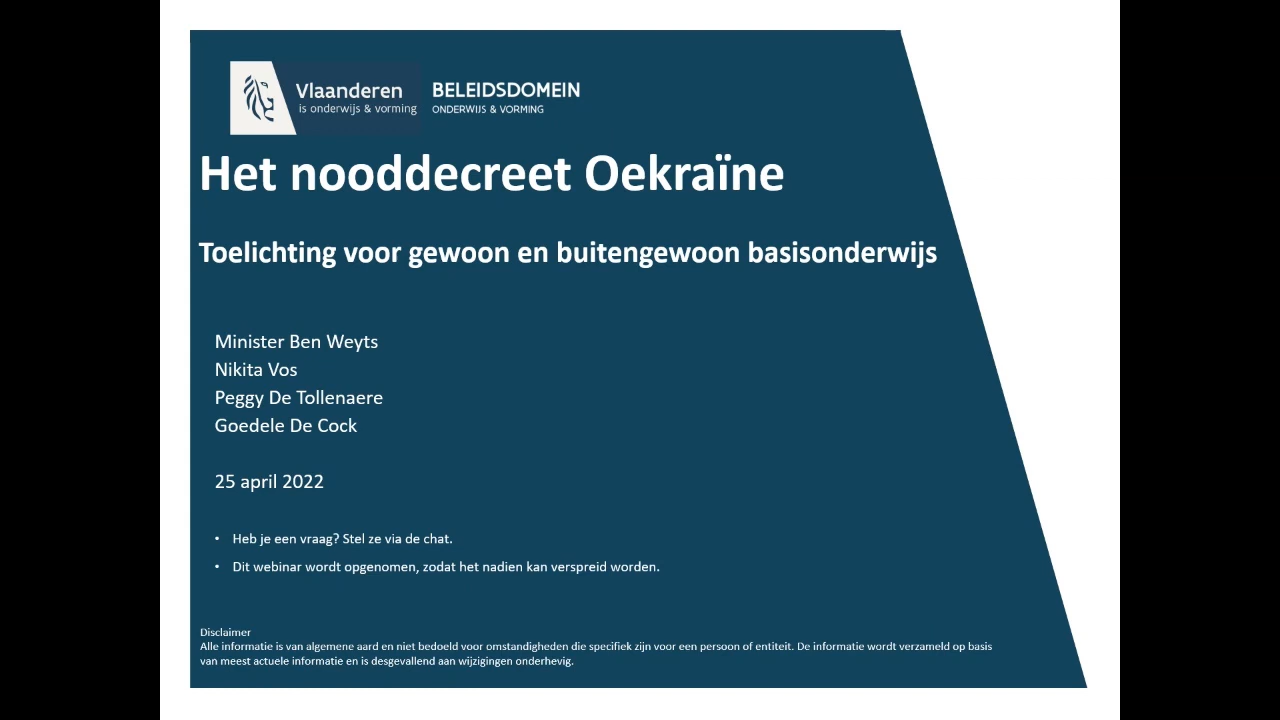 Vlaanderen
is onderwijs & vorming
BELEIDSDOMEIN
ONDERWIJS & VORMING
Het nooddecreet Oekraïne
Toelichting voor gewoon en buitengewoon basisonderwijs
Minister Ben Weyts
Nikita Vos
Peggy De Tollenaere
Goedele De Cock
25 april 2022
• Heb je een vraag? Stel ze via de chat.
• Dit webinar wordt opgenomen, zodat het nadien kan verspreid worden.
Disclaimer
Alle informatie is van algemene aard en niet bedoeld voor omstandigheden die specifiek zijn voor een persoon of entiteit. De informatie wordt verzameld op basis
van meest actuele informatie en is desgevallend aan wijzigingen onderhevig.